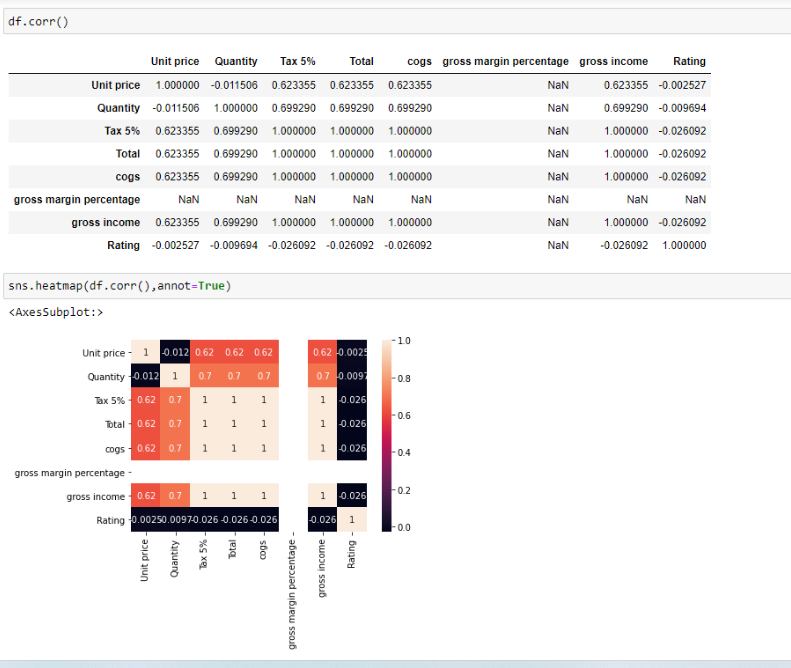 df.corr()
Unit price Quantity Tax 5% Total cogs gross margin percentage gross income Rating
Unit price 1.000000 -0.011506 0.623355 0.623355 0.623355 NaN 0.623355 -0.002527
Quantity -0.011506 1.000000 0.699290 0.699290 0.699290 NaN 0.699290 -0.009694
Tax 5% 0.623355 0.699290 1.000000 1.000000 1.000000 NaN 1.000000 -0.026092
Total 0.623355 0.699290 1.000000 1.000000 1.000000 NaN 1.000000 -0.026092
cogs 0.623355 0.699290 1.000000 1.000000 1.000000 NaN 1.000000 -0.026092
gross margin percentage NaN NaN NaN NaN NaN NaN NaN NaN
gross income 0.623355 0.699290 1.000000 1.000000 1.000000 NaN 1.000000 -0.026092
Rating -0.002527 -0.009694 -0.026092 -0.026092 -0.026092 NaN -0.026092 1.000000
sns.heatmap(df.corr(),annot=True)
<AxesSubplot:>
Unit price 1 -0.012 0.62 0.62 0.62 0.62 -0.0025
Quantity -0.012 1 0.7 0.7 0.7 0.7 -0.0097
Tax 5% 0.62 0.7 1 1 1 1 -0.026
Total 0.62 0.7 1 1 1 1 -0.026
cogs 0.62 0.7 1 1 1 1 -0.026
gross margin percentage
gross income 0.62 0.7 1 1 1 1 -0.026
Rating -0.0025 -0.0097 -0.026 -0.026 -0.026 -0.026 1
Unit price
Quantity
Tax 5%
Total
cogs
gross margin percentage
gross income
Rating
1.0
0.8
0.6
0.4
0.2
0.0